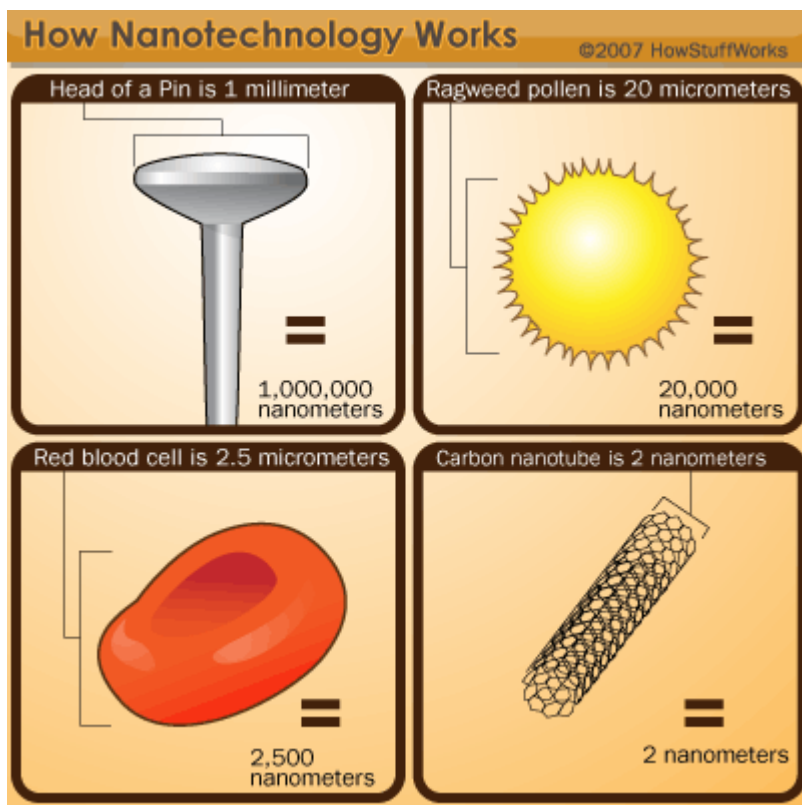 How Nanotechnology Works
©2007 HowStuffWorks
Head of a Pin is 1 millimeter
=
1,000,000
nanometers
Ragweed pollen is 20 micrometers
=
20,000
nanometers
Red blood cell is 2.5 micrometers
=
2,500
nanometers
Carbon nanotube is 2 nanometers
=
2 nanometers